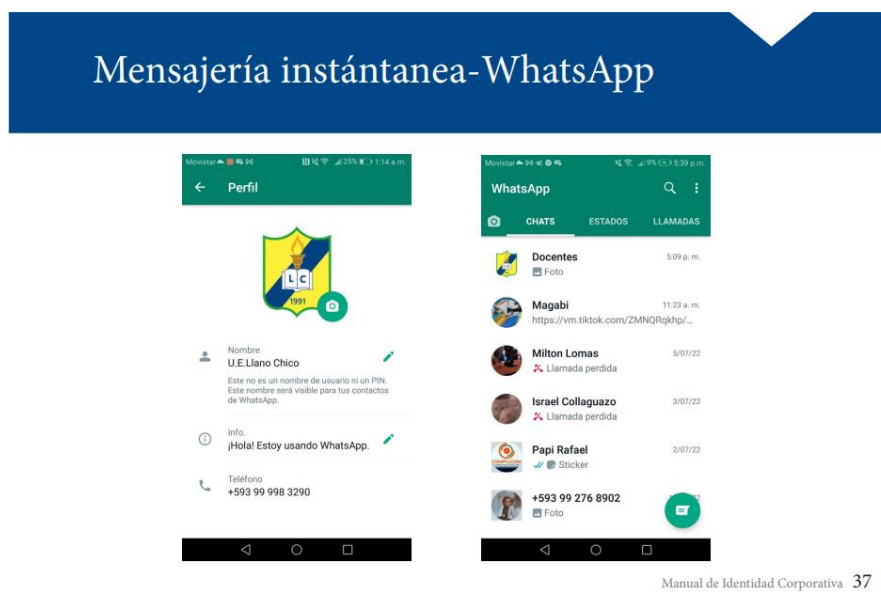 Mensajería instántanea-WhatsApp
Movistar 25% 1:14 a.m.
Perfil
L C
1991
Nombre
U.E.Llano Chico
Este no es un nombre de usuario ni un PIN.
Este nombre será visible para tus contactos
de WhatsApp.
Info.
¡Hola! Estoy usando WhatsApp.
Teléfono
+593 99 998 3290
Movistar 9% 5:39 p.m.
WhatsApp
CHATS ESTADOS LLAMADAS
Docentes 5:09 p. m.
Foto
Magabi 11:23 a. m.
https://vm.tiktok.com/ZMNQRqkhp/...
Milton Lomas 5/07/22
Llamada perdida
Israel Collaguazo 3/07/22
Llamada perdida
Papi Rafael 2/07/22
Sticker
+593 99 276 8902
Foto
Manual de Identidad Corporativa 37